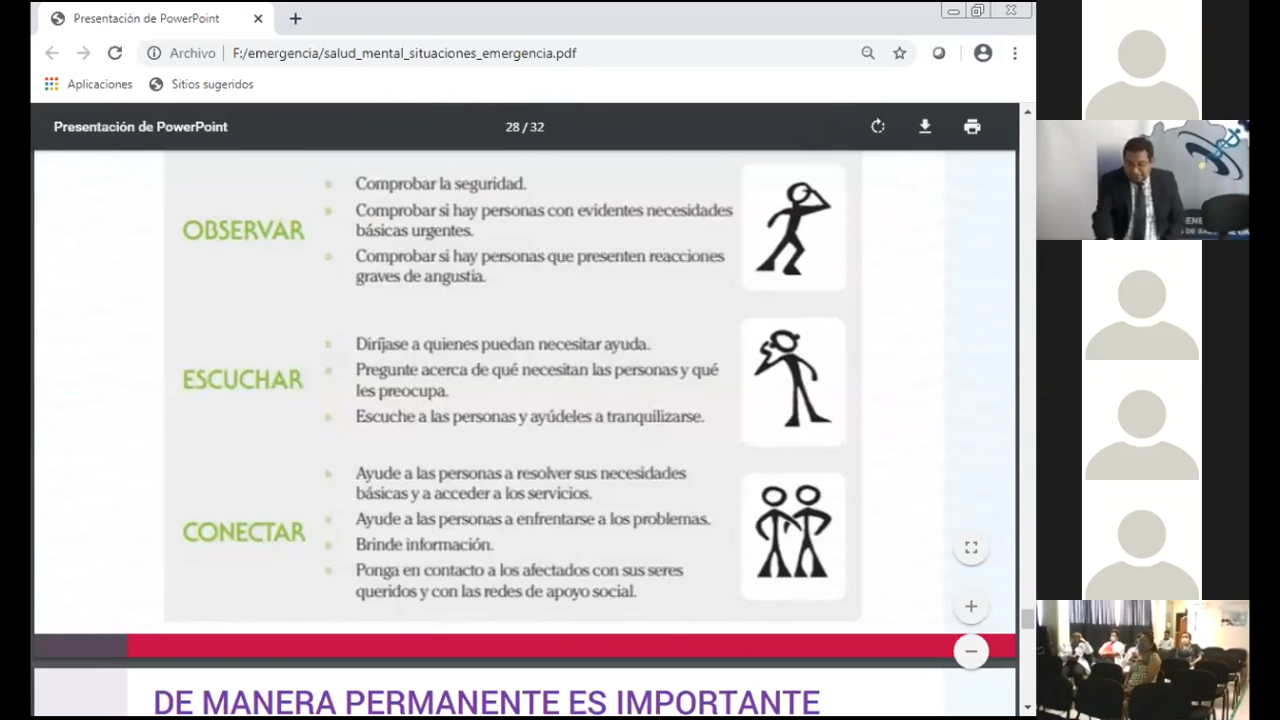 Presentación de PowerPoint
Archivo
F:/emergencia/salud_mental_situaciones_emergencia.pdf
Aplicaciones
Sitios sugeridos
Presentación de PowerPoint
28 / 32
OBSERVAR
Comprobar la seguridad.
Comprobar si hay personas con evidentes necesidades
básicas urgentes.
Comprobar si hay personas que presenten reacciones
graves de angustia.
ESCUCHAR
Diríjase a quienes puedan necesitar ayuda.
Pregunte acerca de qué necesitan las personas y qué
les preocupa.
Escuche a las personas y ayúdeles a tranquilizarse.
CONECTAR
Ayude a las personas a resolver sus necesidades
básicas y a acceder a los servicios.
Ayude a las personas a enfrentarse a los problemas.
Brinde información.
Ponga en contacto a los afectados con sus seres
queridos y con las redes de apoyo social.
DE MANERA PERMANENTE ES IMPORTANTE